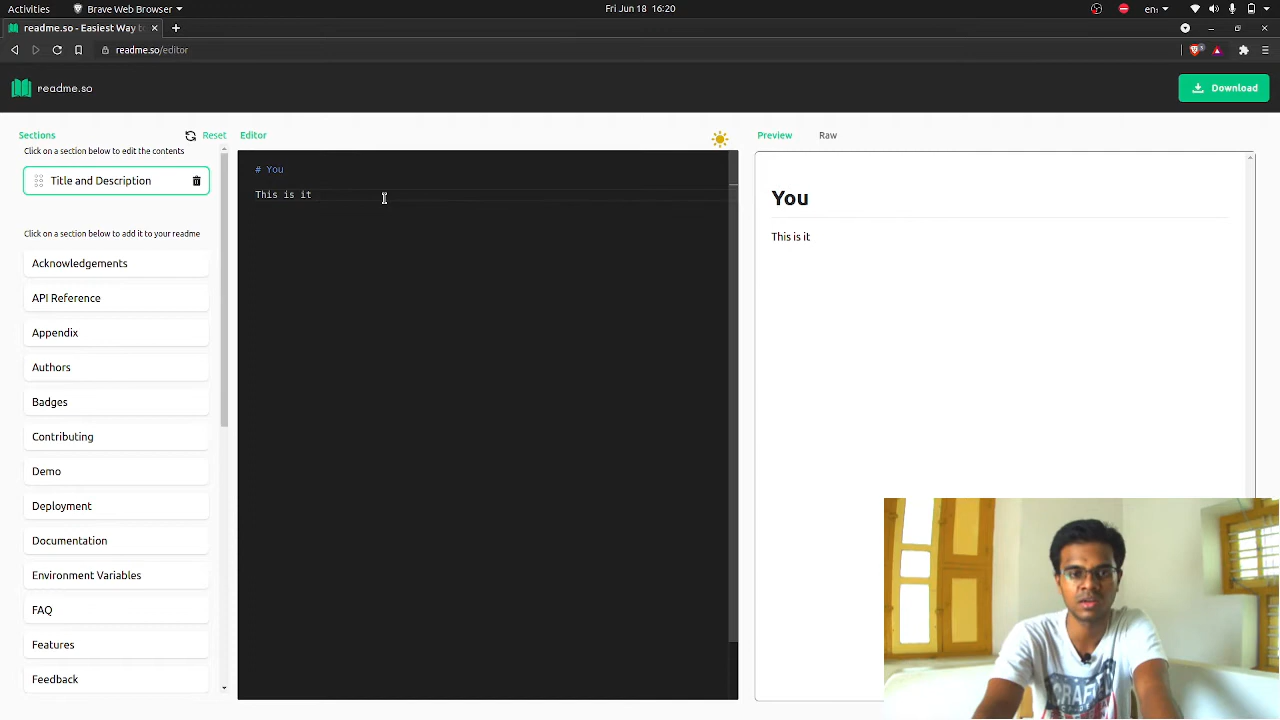 Activities
Brave Web Browser
Fri Jun 18 16:20
en
readme.so - Easiest Way t
readme.so/editor
readme.so
Download
Sections
Reset
Editor
Preview
Raw
Click on a section below to edit the contents
Title and Description
Click on a section below to add it to your readme
Acknowledgements
API Reference
Appendix
Authors
Badges
Contributing
Demo
Deployment
Documentation
Environment Variables
FAQ
Features
Feedback
# You
This is it
You
This is it